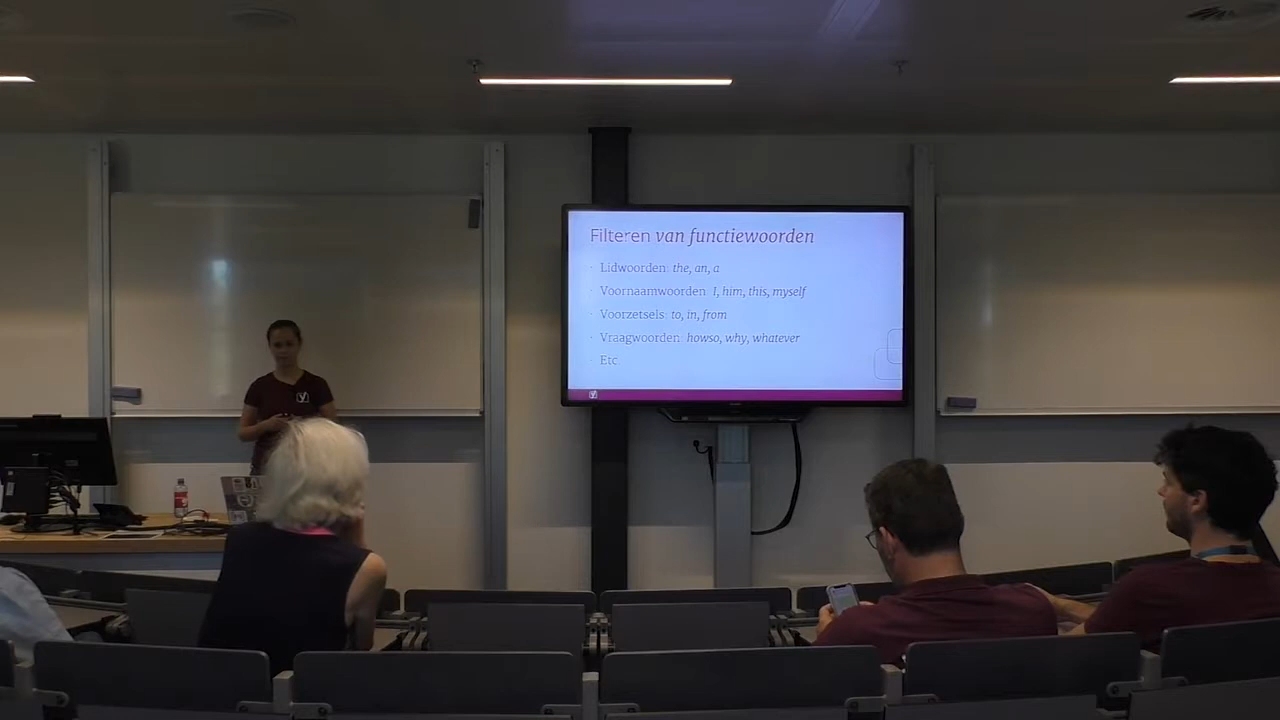 Filteren van functiewoorden
· Lidwoorden: the, an, a
· Voornaamwoorden: I, him, this, myself
· Voorzetsels: to, in, from
· Vraagwoorden: howso, why, whatever
· Etc